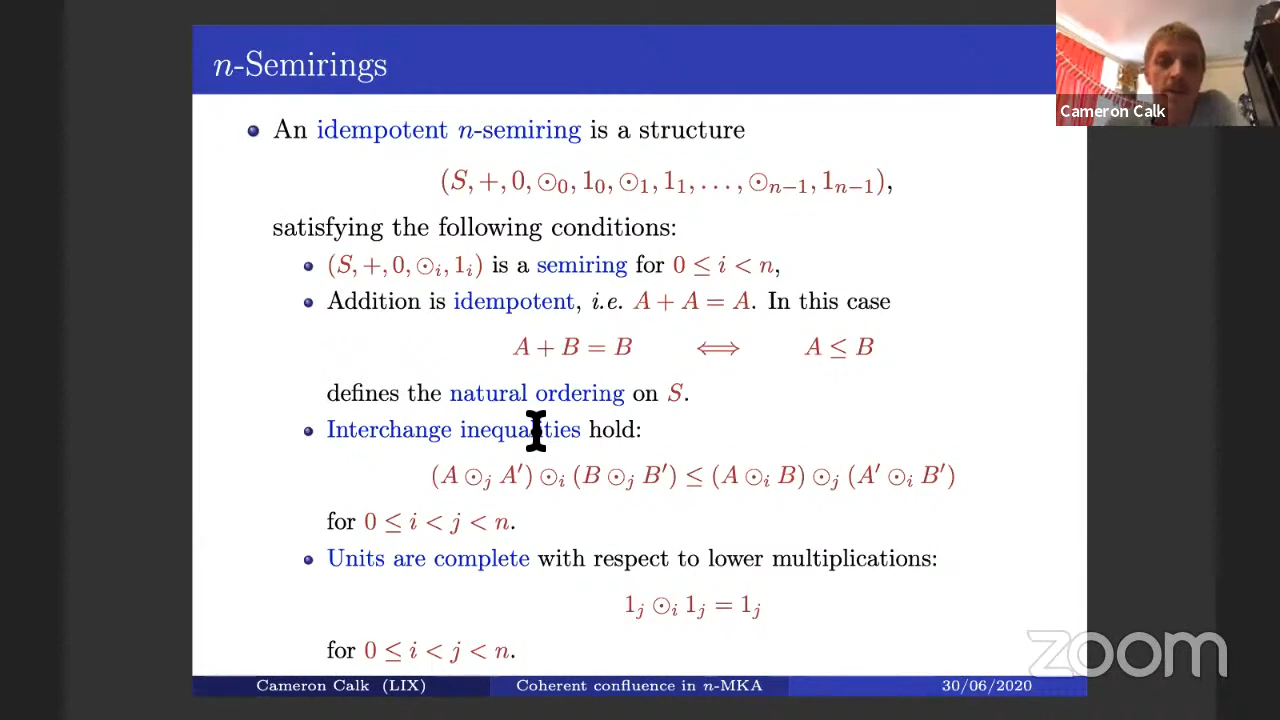 n-Semirings
Cameron Calk
An idempotent n-semiring is a structure
(S, +, 0, ⊙₀, 1₀, ⊙₁, 1₁, . . . , ⊙ₙ₋₁, 1ₙ₋₁),
satisfying the following conditions:
(S, +, 0, ⊙ᵢ, 1ᵢ) is a semiring for 0 ≤ i < n,
Addition is idempotent, i.e. A + A = A. In this case
A + B = B ⟺ A ≤ B
defines the natural ordering on S.
Interchange inequalities hold:
(A ⊙ⱼ A′) ⊙ᵢ (B ⊙ⱼ B′) ≤ (A ⊙ᵢ B) ⊙ⱼ (A′ ⊙ᵢ B′)
for 0 ≤ i < j < n.
Units are complete with respect to lower multiplications:
1ⱼ ⊙ᵢ 1ⱼ = 1ⱼ
for 0 ≤ i < j < n.
zoom
Cameron Calk (LIX) Coherent confluence in n-MKA 30/06/2020